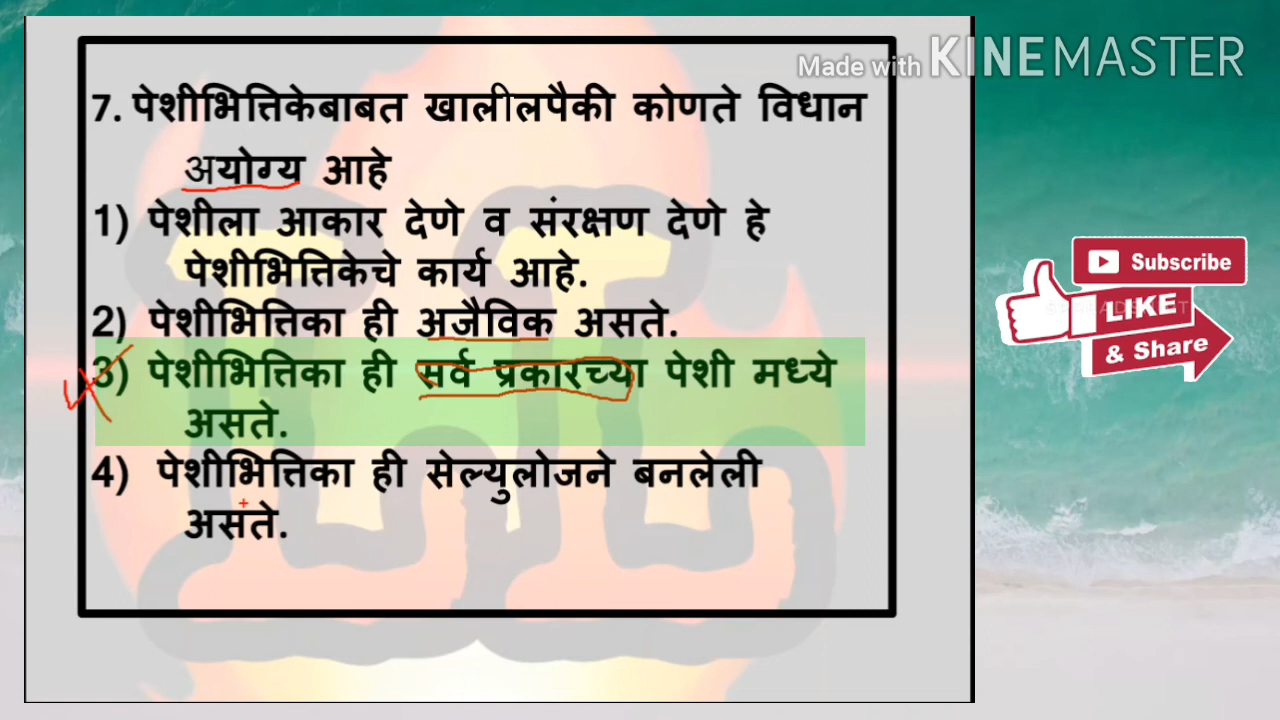 Made with KINEMASTER
7. पेशीभित्तिकेबाबत खालीलपैकी कोणते विधान
अयोग्य आहे
1) पेशीला आकार देणे व संरक्षण देणे हे
पेशीभित्तिकेचे कार्य आहे.
2) पेशीभित्तिका ही अजैविक असते.
3) पेशीभित्तिका ही सर्व प्रकारच्या पेशी मध्ये
असते.
4) पेशीभित्तिका ही सेल्युलोजने बनलेली
असते.
Subscribe
LIKE
& Share